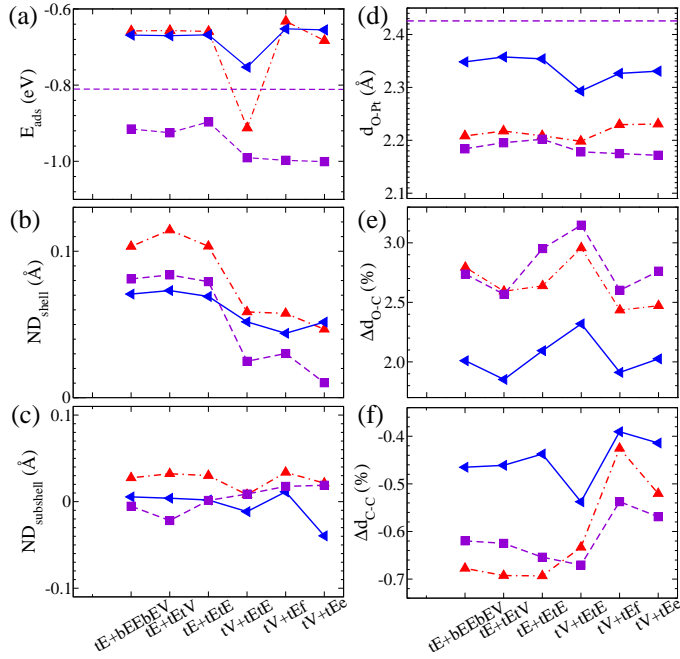 (a)
-0.6
-0.8
-1.0
E_ads (eV)
(b)
0.1
0
ND_shell (Å)
(c)
0.1
0
-0.1
ND_subshell (Å)
tE+bEEbEV
tE+tEtV
tE+tEtE
tV+tEtE
tV+tEf
tV+tEe
(d)
2.4
2.3
2.2
2.1
d_O-Pt (Å)
(e)
3.0
2.5
2.0
Δd_O-C (%)
(f)
-0.4
-0.5
-0.6
-0.7
Δd_C-C (%)
tE+bEEbEV
tE+tEtV
tE+tEtE
tV+tEtE
tV+tEf
tV+tEe